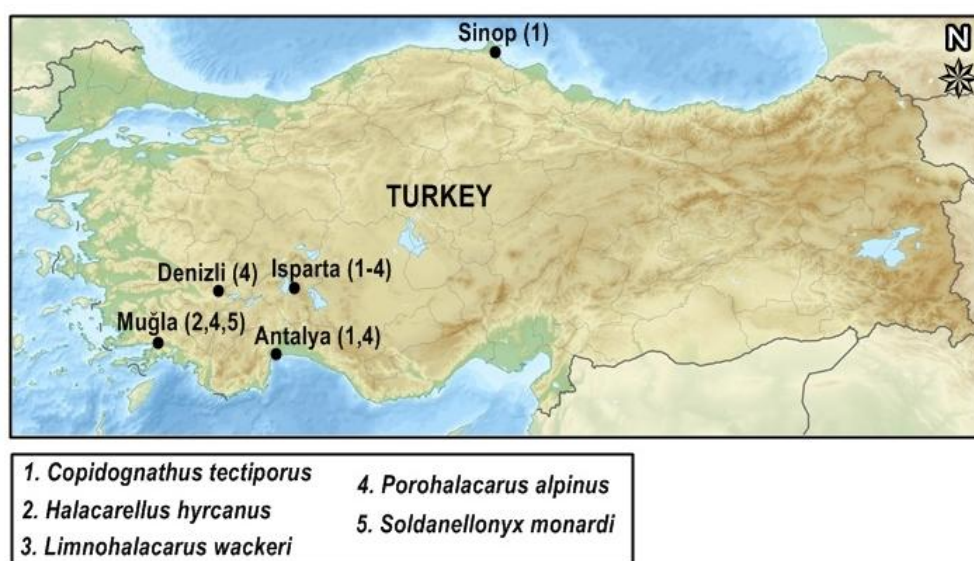 Sinop (1)
N
TURKEY
Denizli (4)
Isparta (1-4)
Muğla (2,4,5)
Antalya (1,4)
1. Copidognathus tectiporus
2. Halacarellus hyrcanus
3. Limnohalacarus wackeri
4. Porohalacarus alpinus
5. Soldanellonyx monardi